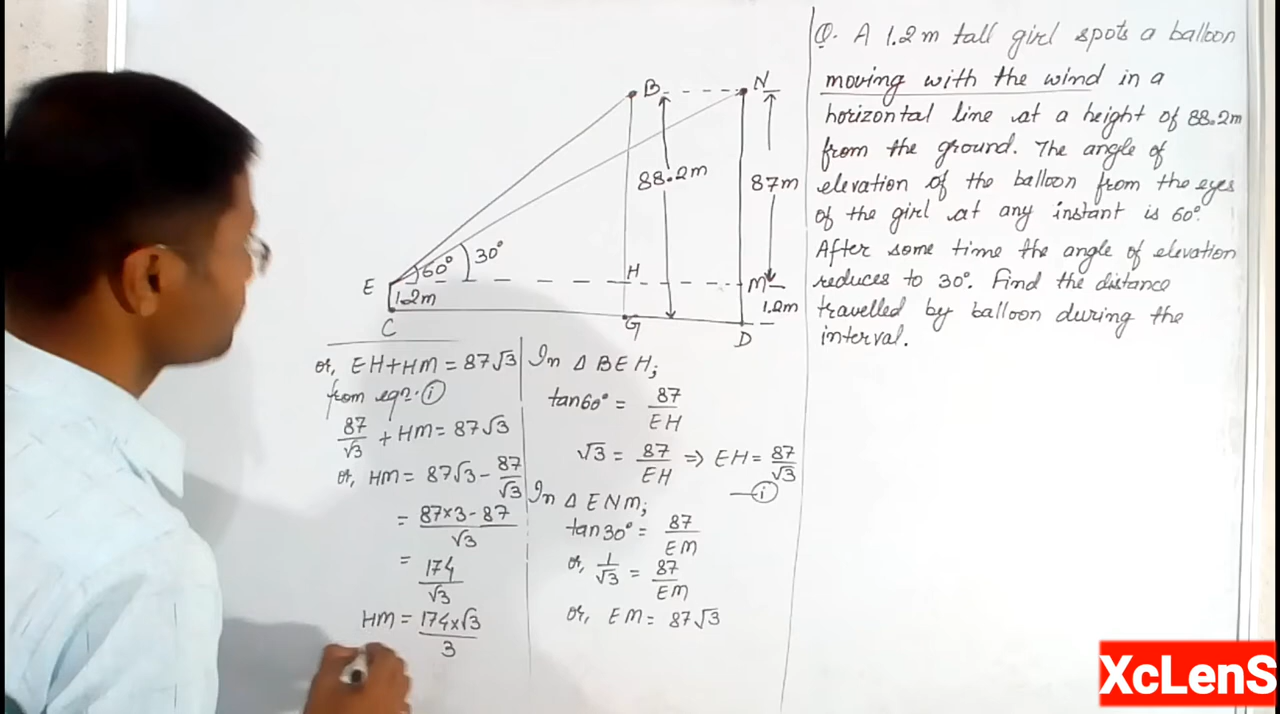 Q. A 1.2m tall girl spots a balloon
moving with the wind in a
horizontal line at a height of 88.2m
from the ground. The angle of
elevation of the balloon from the eyes
of the girl at any instant is 60°.
After some time the angle of elevation
reduces to 30°. Find the distance
travelled by balloon during the
interval.
B
N
88.2m
87m
60°
30°
E
H
M
1.2m
1.2m
C
G
D
In Δ BEH;
tan60° = 87/EH
√3 = 87/EH ⇒ EH = 87/√3
—(i)
In Δ ENM;
tan30° = 87/EM
or, 1/√3 = 87/EM
or, EM = 87√3
or, EH+HM = 87√3
from eqn. (i)
87/√3 + HM = 87√3
or, HM = 87√3 - 87/√3
= 87×3-87/√3
= 174/√3
HM = 174×√3/3
XcLenS